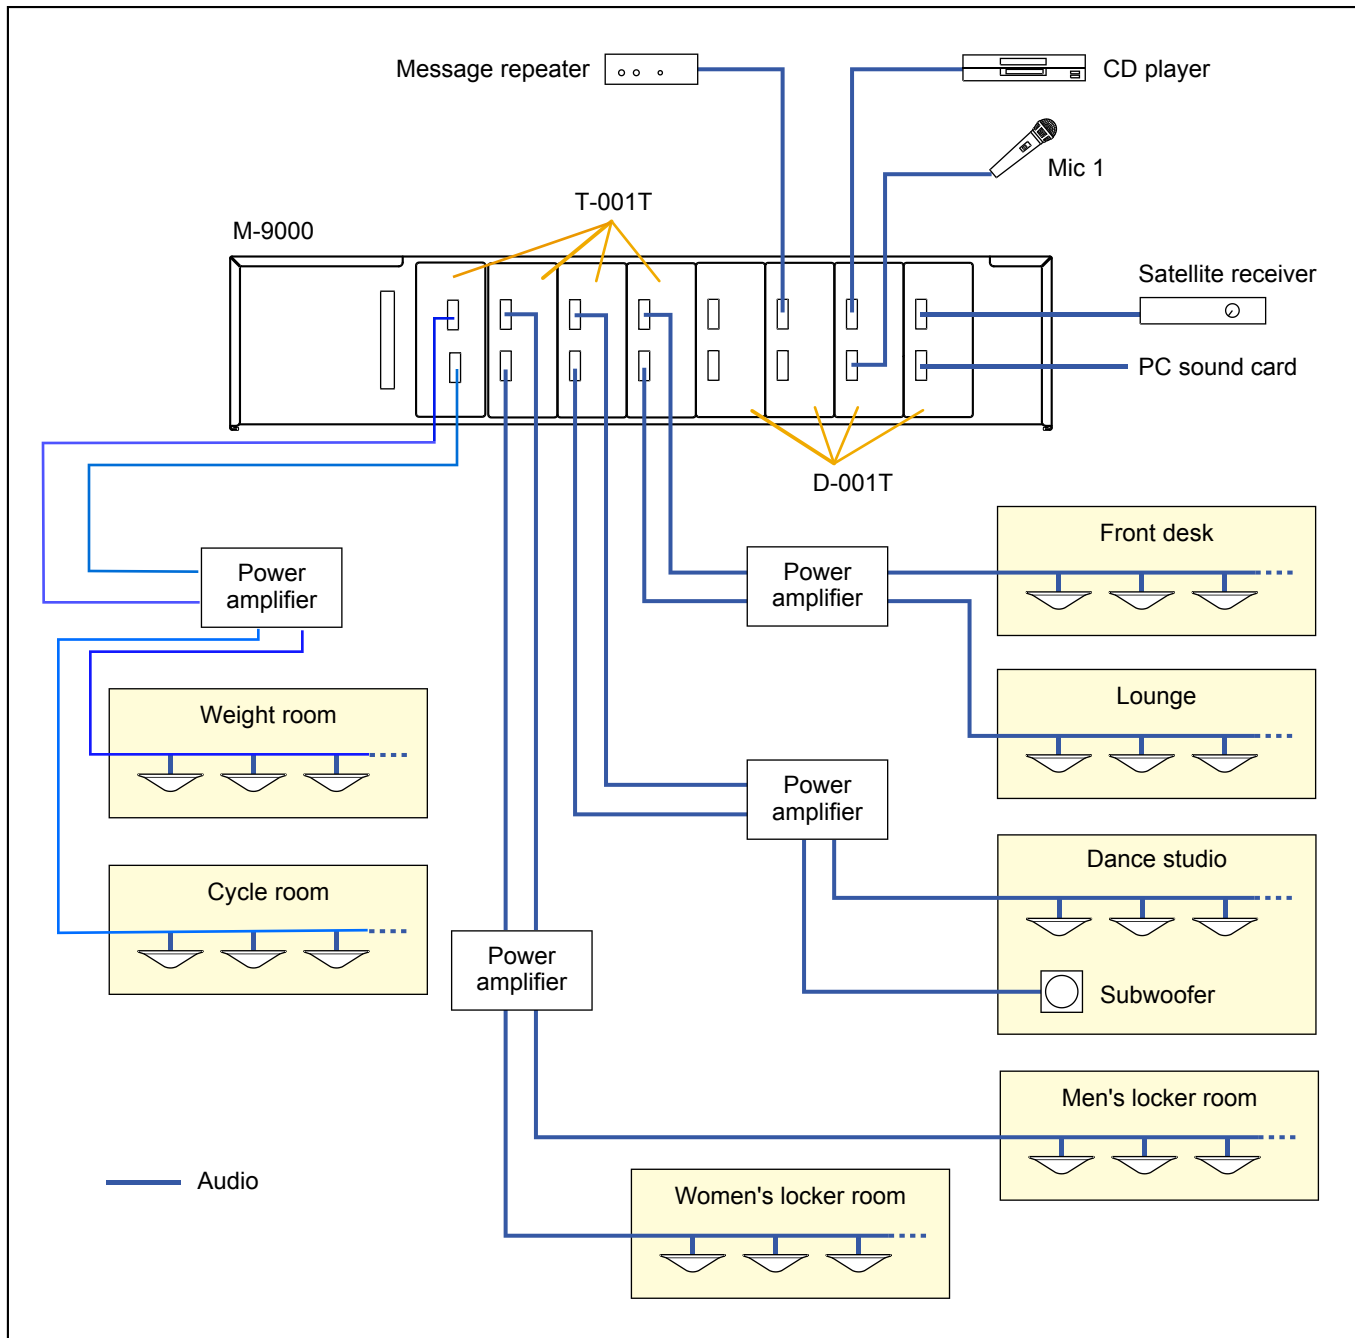 Message repeater
CD player
Mic 1
T-001T
M-9000
Satellite receiver
PC sound card
D-001T
Front desk
Power
amplifier
Power
amplifier
Lounge
Weight room
Power
amplifier
Dance studio
Cycle room
Power
amplifier
Subwoofer
Men's locker room
Audio
Women's locker room